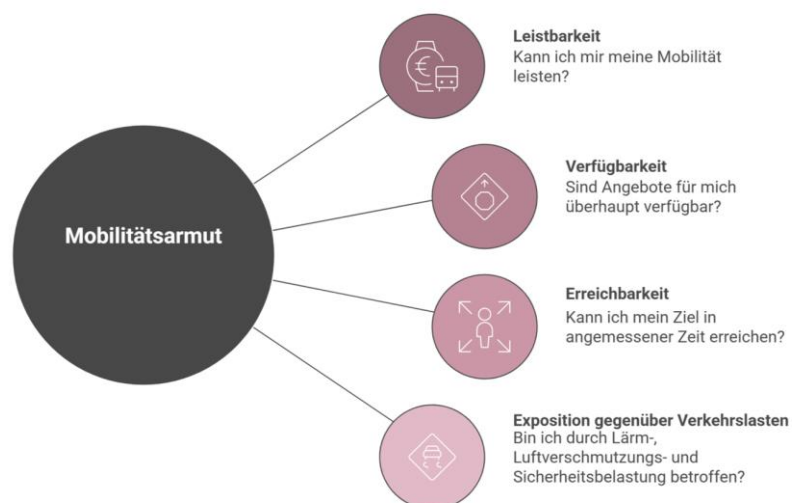 Leistbarkeit
Kann ich mir meine Mobilität
leisten?
Verfügbarkeit
Sind Angebote für mich
überhaupt verfügbar?
Mobilitätsarmut
Erreichbarkeit
Kann ich mein Ziel in
angemessener Zeit erreichen?
Exposition gegenüber Verkehrslasten
Bin ich durch Lärm-,
Luftverschmutzungs- und
Sicherheitsbelastung betroffen?